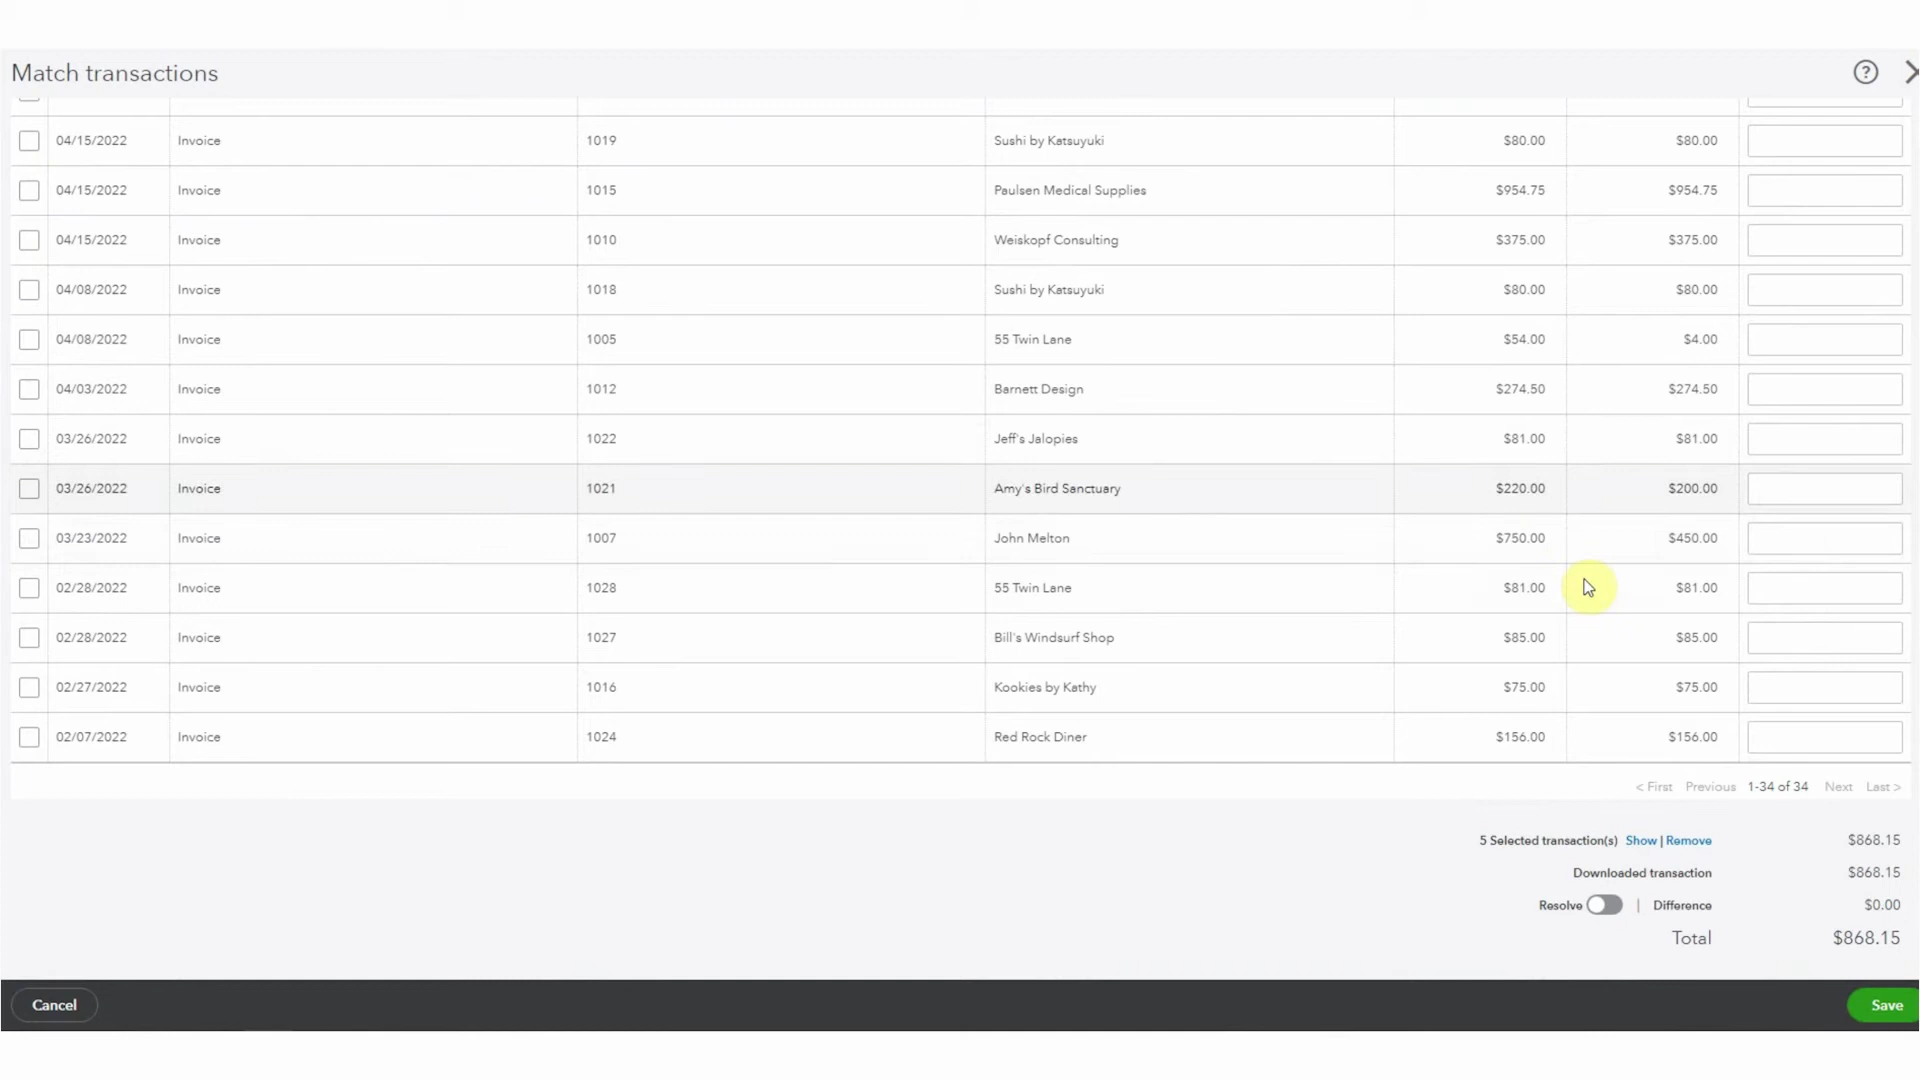 Match transactions
?
04/15/2022 Invoice 1019 Sushi by Katsuyuki $80.00 $80.00
04/15/2022 Invoice 1015 Paulsen Medical Supplies $954.75 $954.75
04/15/2022 Invoice 1010 Weiskopf Consulting $375.00 $375.00
04/08/2022 Invoice 1018 Sushi by Katsuyuki $80.00 $80.00
04/08/2022 Invoice 1005 55 Twin Lane $54.00 $4.00
04/03/2022 Invoice 1012 Barnett Design $274.50 $274.50
03/26/2022 Invoice 1022 Jeff's Jalopies $81.00 $81.00
03/26/2022 Invoice 1021 Amy's Bird Sanctuary $220.00 $200.00
03/23/2022 Invoice 1007 John Melton $750.00 $450.00
02/28/2022 Invoice 1028 55 Twin Lane $81.00 $81.00
02/28/2022 Invoice 1027 Bill's Windsurf Shop $85.00 $85.00
02/27/2022 Invoice 1016 Kookies by Kathy $75.00 $75.00
02/07/2022 Invoice 1024 Red Rock Diner $156.00 $156.00
< First Previous 1-34 of 34 Next Last >
5 Selected transaction(s) Show | Remove $868.15
Downloaded transaction $868.15
Resolve | Difference $0.00
Total $868.15
Cancel Save